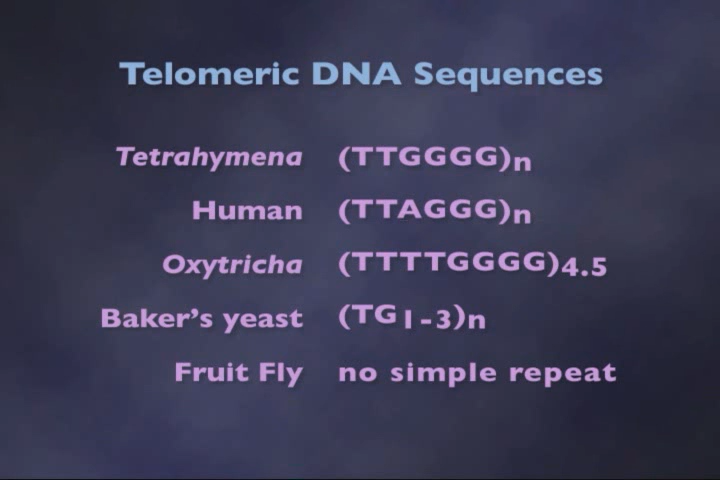 Telomeric DNA Sequences
Tetrahymena (TTGGGG)n
Human (TTAGGG)n
Oxytricha (TTTTGGGG)4.5
Baker’s yeast (TG1-3)n
Fruit Fly no simple repeat